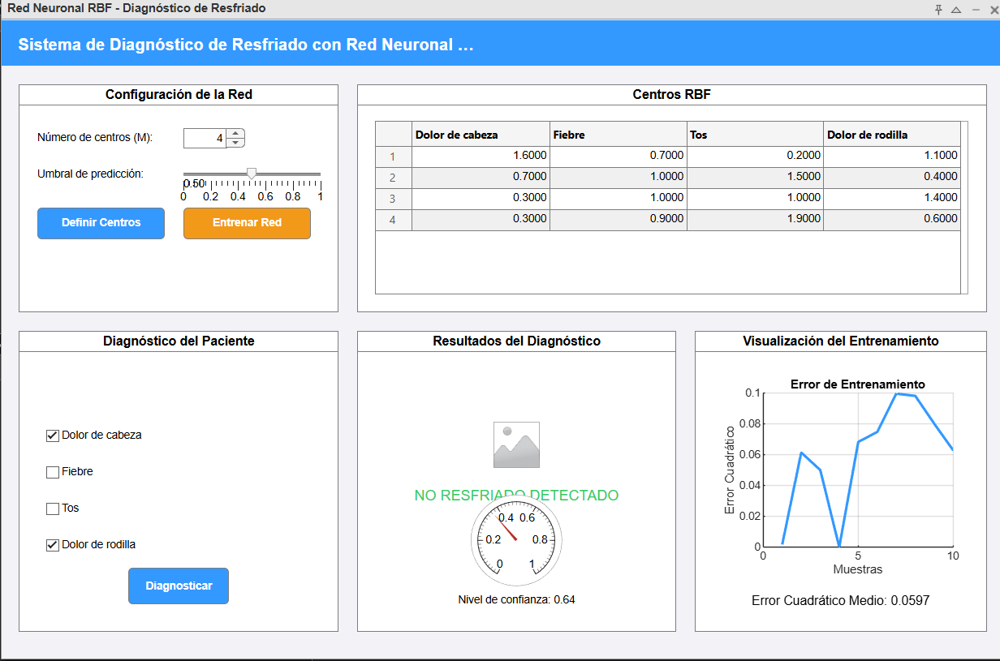 Red Neuronal RBF - Diagnóstico de Resfriado
Sistema de Diagnóstico de Resfriado con Red Neuronal ...
Configuración de la Red
Número de centros (M): 4
Umbral de predicción:
0.50
0 0.2 0.4 0.6 0.8 1
Definir Centros Entrenar Red
Centros RBF
Dolor de cabeza Fiebre Tos Dolor de rodilla
1 1.6000 0.7000 0.2000 1.1000
2 0.7000 1.0000 1.5000 0.4000
3 0.3000 1.0000 1.0000 1.4000
4 0.3000 0.9000 1.9000 0.6000
Diagnóstico del Paciente
Dolor de cabeza
Fiebre
Tos
Dolor de rodilla
Diagnosticar
Resultados del Diagnóstico
NO RESFRIADO DETECTADO
0.4 0.6
0.2 0.8
0 1
Nivel de confianza: 0.64
Visualización del Entrenamiento
Error de Entrenamiento
Error Cuadrático
0.1
0.08
0.06
0.04
0.02
0
0 5 10
Muestras
Error Cuadrático Medio: 0.0597